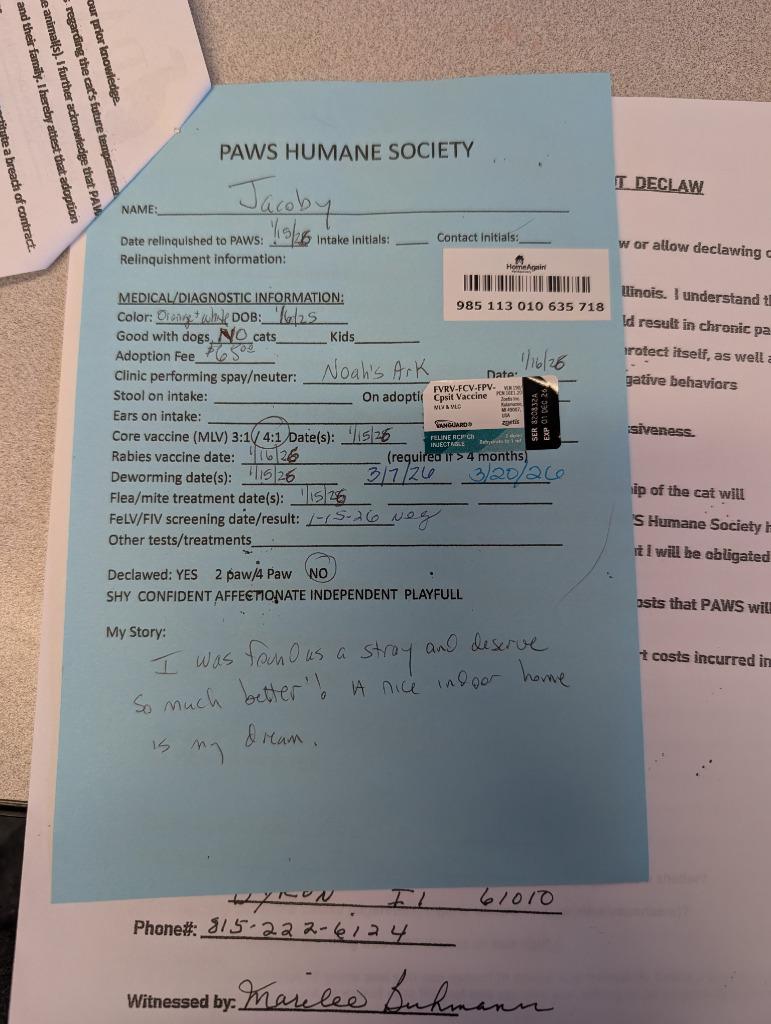 our prior knowledge.
regarding the cat's future temperame
e animal(s). I further acknowledge that PAW
and their family. I hereby attest that adoption
stitute a breach of contract.
PAWS HUMANE SOCIETY
NAME: Jacoby
Date relinquished to PAWS: 1/15/26 Intake Initials: Contact Initials:
Relinquishment information:
HomeAgain
985 113 010 635 718
MEDICAL/DIAGNOSTIC INFORMATION:
Color: Orange + White DOB: 1/6/25
Good with dogs NO cats Kids
Adoption Fee $65.00
Clinic performing spay/neuter: Noah's Ark Date: 1/16/26
Stool on intake: On adopti
Ears on intake:
FVRV-FCV-FPV-
Cpsit Vaccine
MLV & MLC
VANGUARD
zoetis
FELINE RCPCH
INJECTABLE
EXP 01 DEC 26
Core vaccine (MLV) 3:1/4:1 Date(s): 1/15/26
Rabies vaccine date: 1/16/26 (required if > 4 months)
Deworming date(s): 1/15/26 3/7/26 3/20/26
Flea/mite treatment date(s): 1/15/26
FeLV/FIV screening date/result: 1-15-26 neg
Other tests/treatments
Declawed: YES 2 paw/4 Paw NO
SHY CONFIDENT AFFECTIONATE INDEPENDENT PLAYFULL
My Story:
I was found as a stray and deserve
so much better!! A nice indoor home
is my dream.
T DECLAW
w or allow declawing o
llinois. I understand t
ld result in chronic pa
protect itself, as well a
gative behaviors
siveness.
ip of the cat will
S Humane Society h
t I will be obligated
osts that PAWS will
t costs incurred in
Byron Il 61010
Phone#: 815-222-6124
Witnessed by: Marilee Buhmann